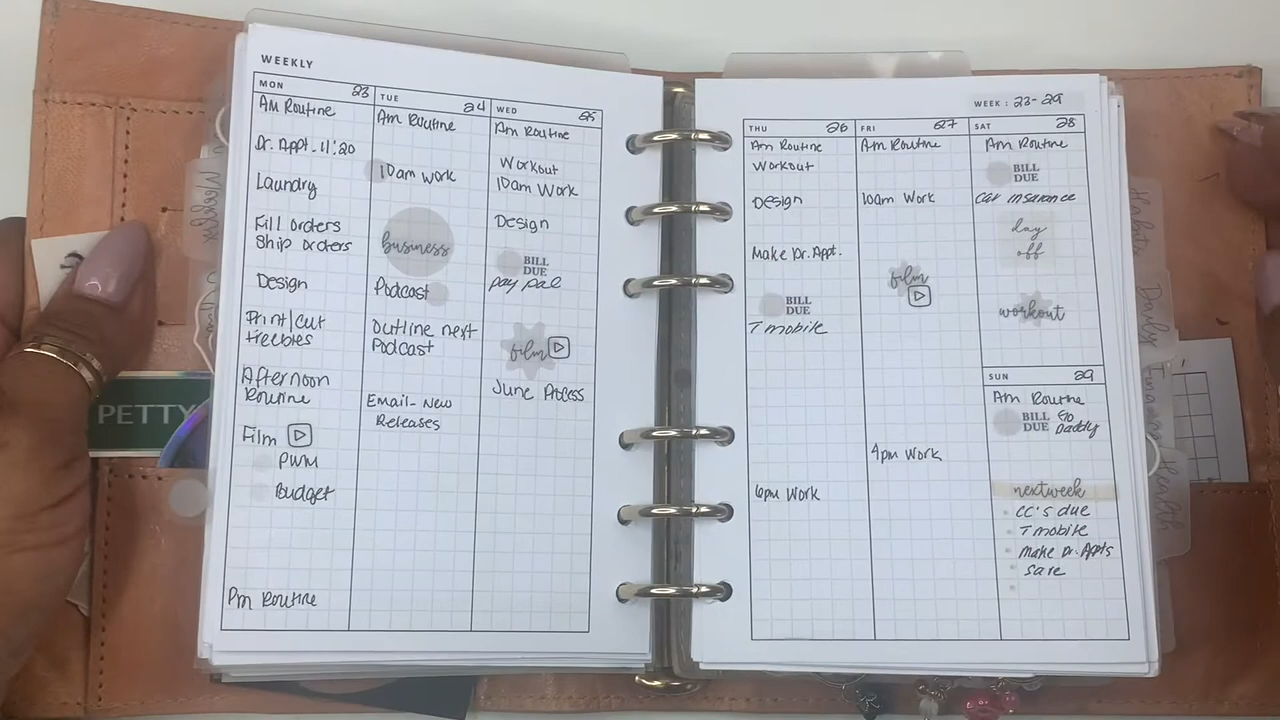 WEEKLY
MON 23
Am Routine
Dr. Appt - 11:20
Laundry
Fill orders
Ship orders
Design
Print/cut
freebies
Afternoon
Routine
Film
PWM
Budget
Pm Routine
TUE 24
Am Routine
10am Work
business
Podcast
Outline next
Podcast
Email - New
Releases
WED 25
Am Routine
Workout
10am Work
Design
BILL
DUE
pay pal
film
June Process
WEEK : 23-29
THU 26
Am Routine
Workout
Design
Make Dr. Appt.
BILL
DUE
T mobile
6pm Work
FRI 27
Am Routine
10am Work
film
4pm Work
SAT 28
Am Routine
BILL
DUE
car insurance
day
off
workout
SUN 29
Am Routine
BILL
DUE
Go
Daddy
next week
CC's due
T mobile
Make Dr. Appts
PETTY
Daily
Finance
Health